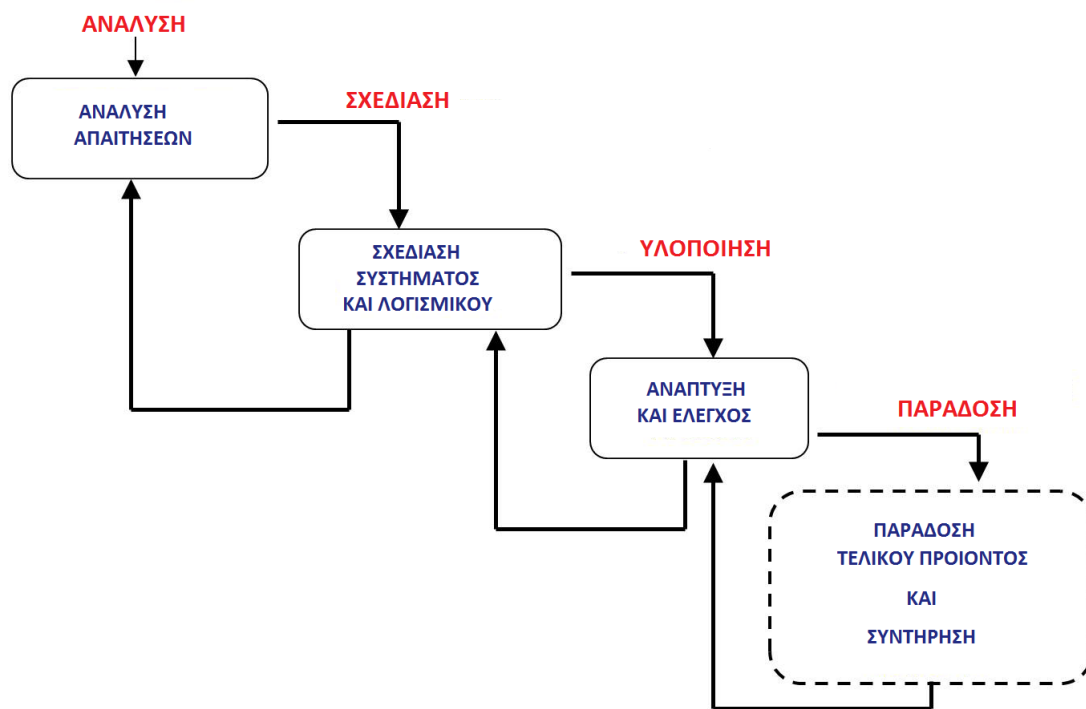 ΑΝΑΛΥΣΗ
ΑΝΑΛΥΣΗ
ΑΠΑΙΤΗΣΕΩΝ
ΣΧΕΔΙΑΣΗ
ΣΧΕΔΙΑΣΗ
ΣΥΣΤΗΜΑΤΟΣ
ΚΑΙ ΛΟΓΙΣΜΙΚΟΥ
ΥΛΟΠΟΙΗΣΗ
ΑΝΑΠΤΥΞΗ
ΚΑΙ ΕΛΕΓΧΟΣ
ΠΑΡΑΔΟΣΗ
ΠΑΡΑΔΟΣΗ
ΤΕΛΙΚΟΥ ΠΡΟΙΟΝΤΟΣ
ΚΑΙ
ΣΥΝΤΗΡΗΣΗ